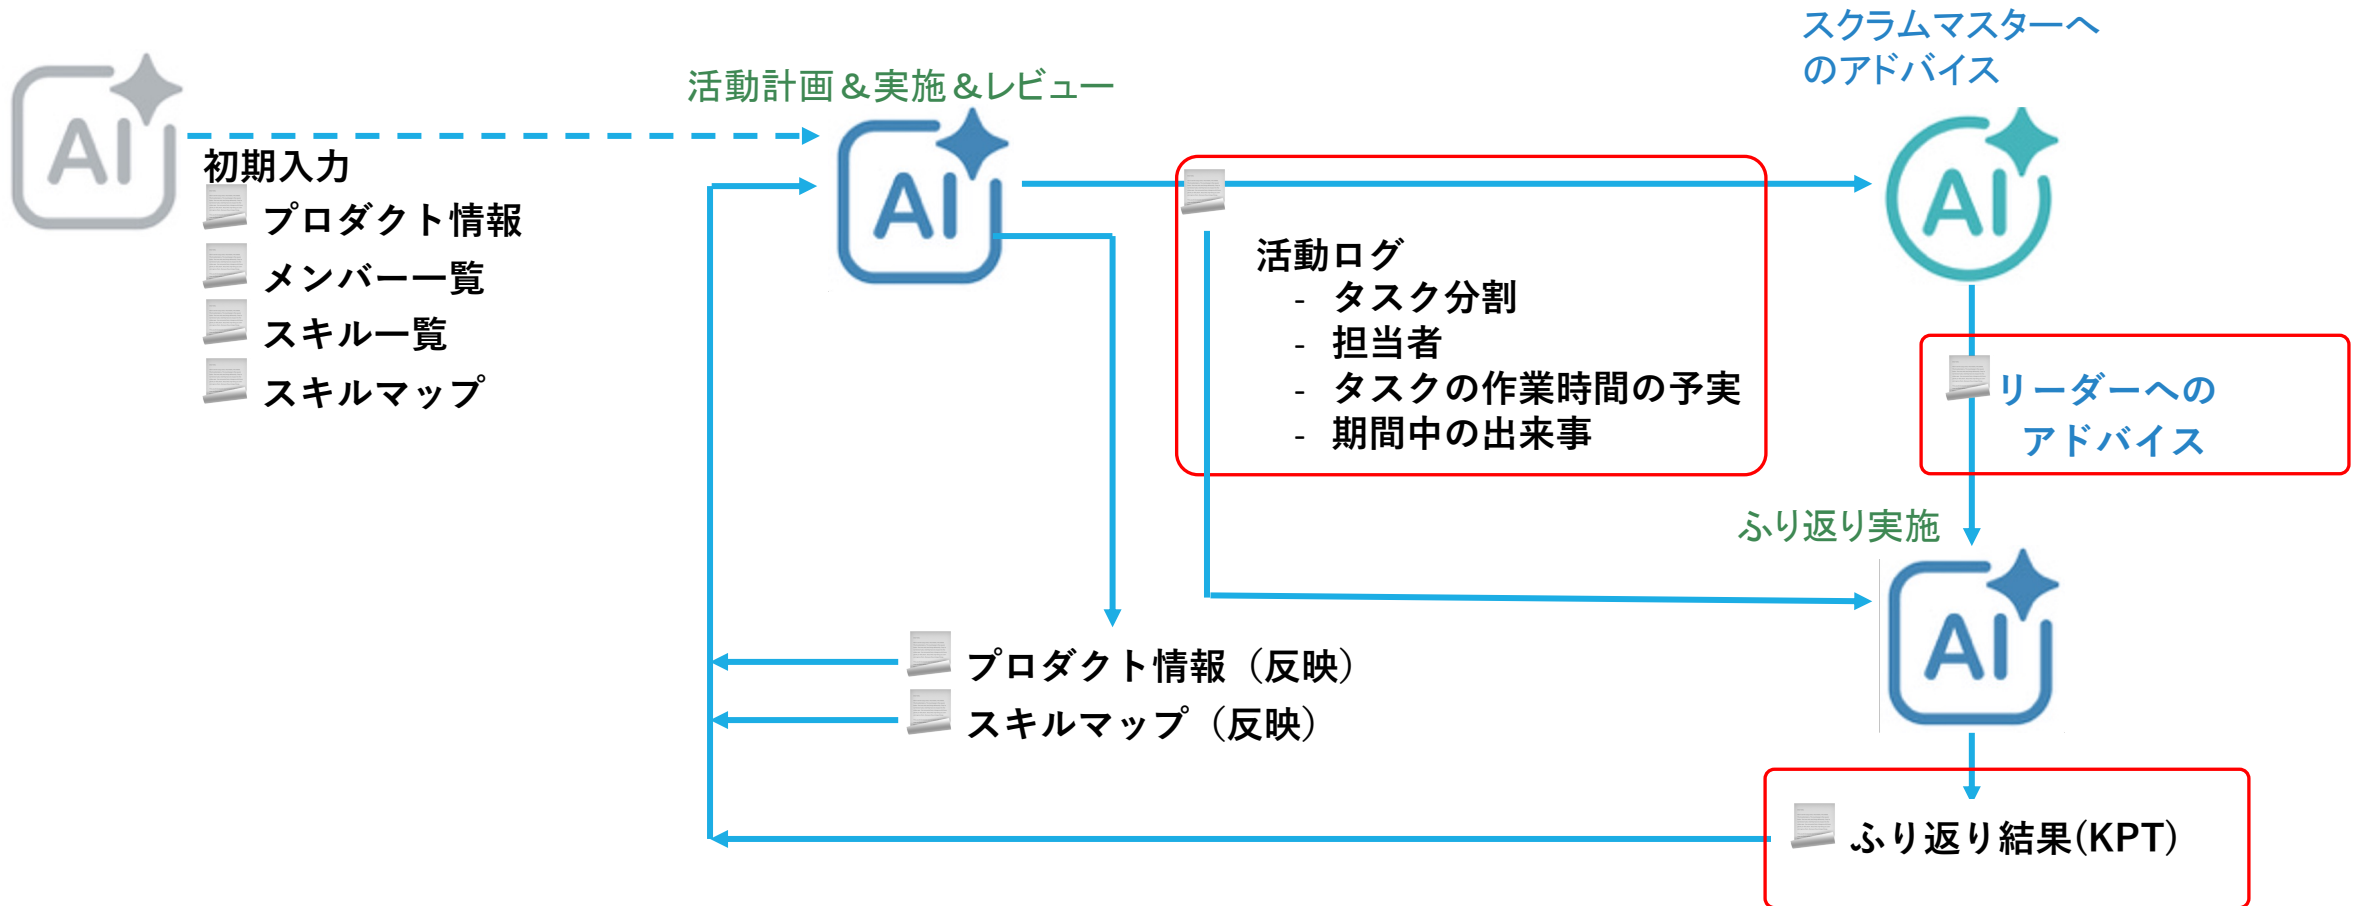 スクラムマスターへ
のアドバイス
活動計画＆実施＆レビュー
AI
AI
AI
初期入力
プロダクト情報
メンバー一覧
スキル一覧
スキルマップ
活動ログ
- タスク分割
- 担当者
- タスクの作業時間の予実
- 期間中の出来事
リーダーへの
アドバイス
ふり返り実施
AI
プロダクト情報（反映）
スキルマップ（反映）
ふり返り結果(KPT)